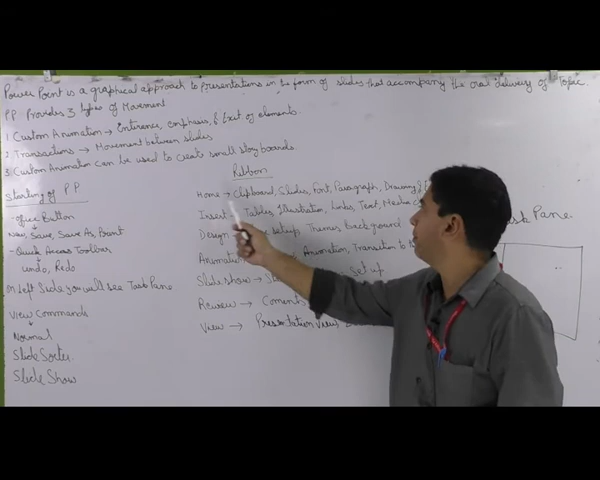 Power Point is a graphical approach to presentations in the form of slides that accompany the oral delivery of Topic.
PP Provides 3 types of Movement
1 Custom Animation → Enterence, emphasis, & Exit of elements.
2 Transactions → Movement between slides
3 Custom Animation can be used to create small story boards.
Starting of PP
- office Button
New, Save, Save As, Print
- Quick Access Toolbar
undo, Redo
on left side you will see Task Pane
View Commands
Normal
Slide Sorter
Slide Show
Ribbon
Home → Clipboard, Slides, Font, Paragraph, Drawing &
Insert → Tables, Illustration, Links, Text, Media
Design setup, Themes, Background
Animation Animation, Transition to
Slide show → Set up
Review → Coments
View → Presentation views
Task Pane.